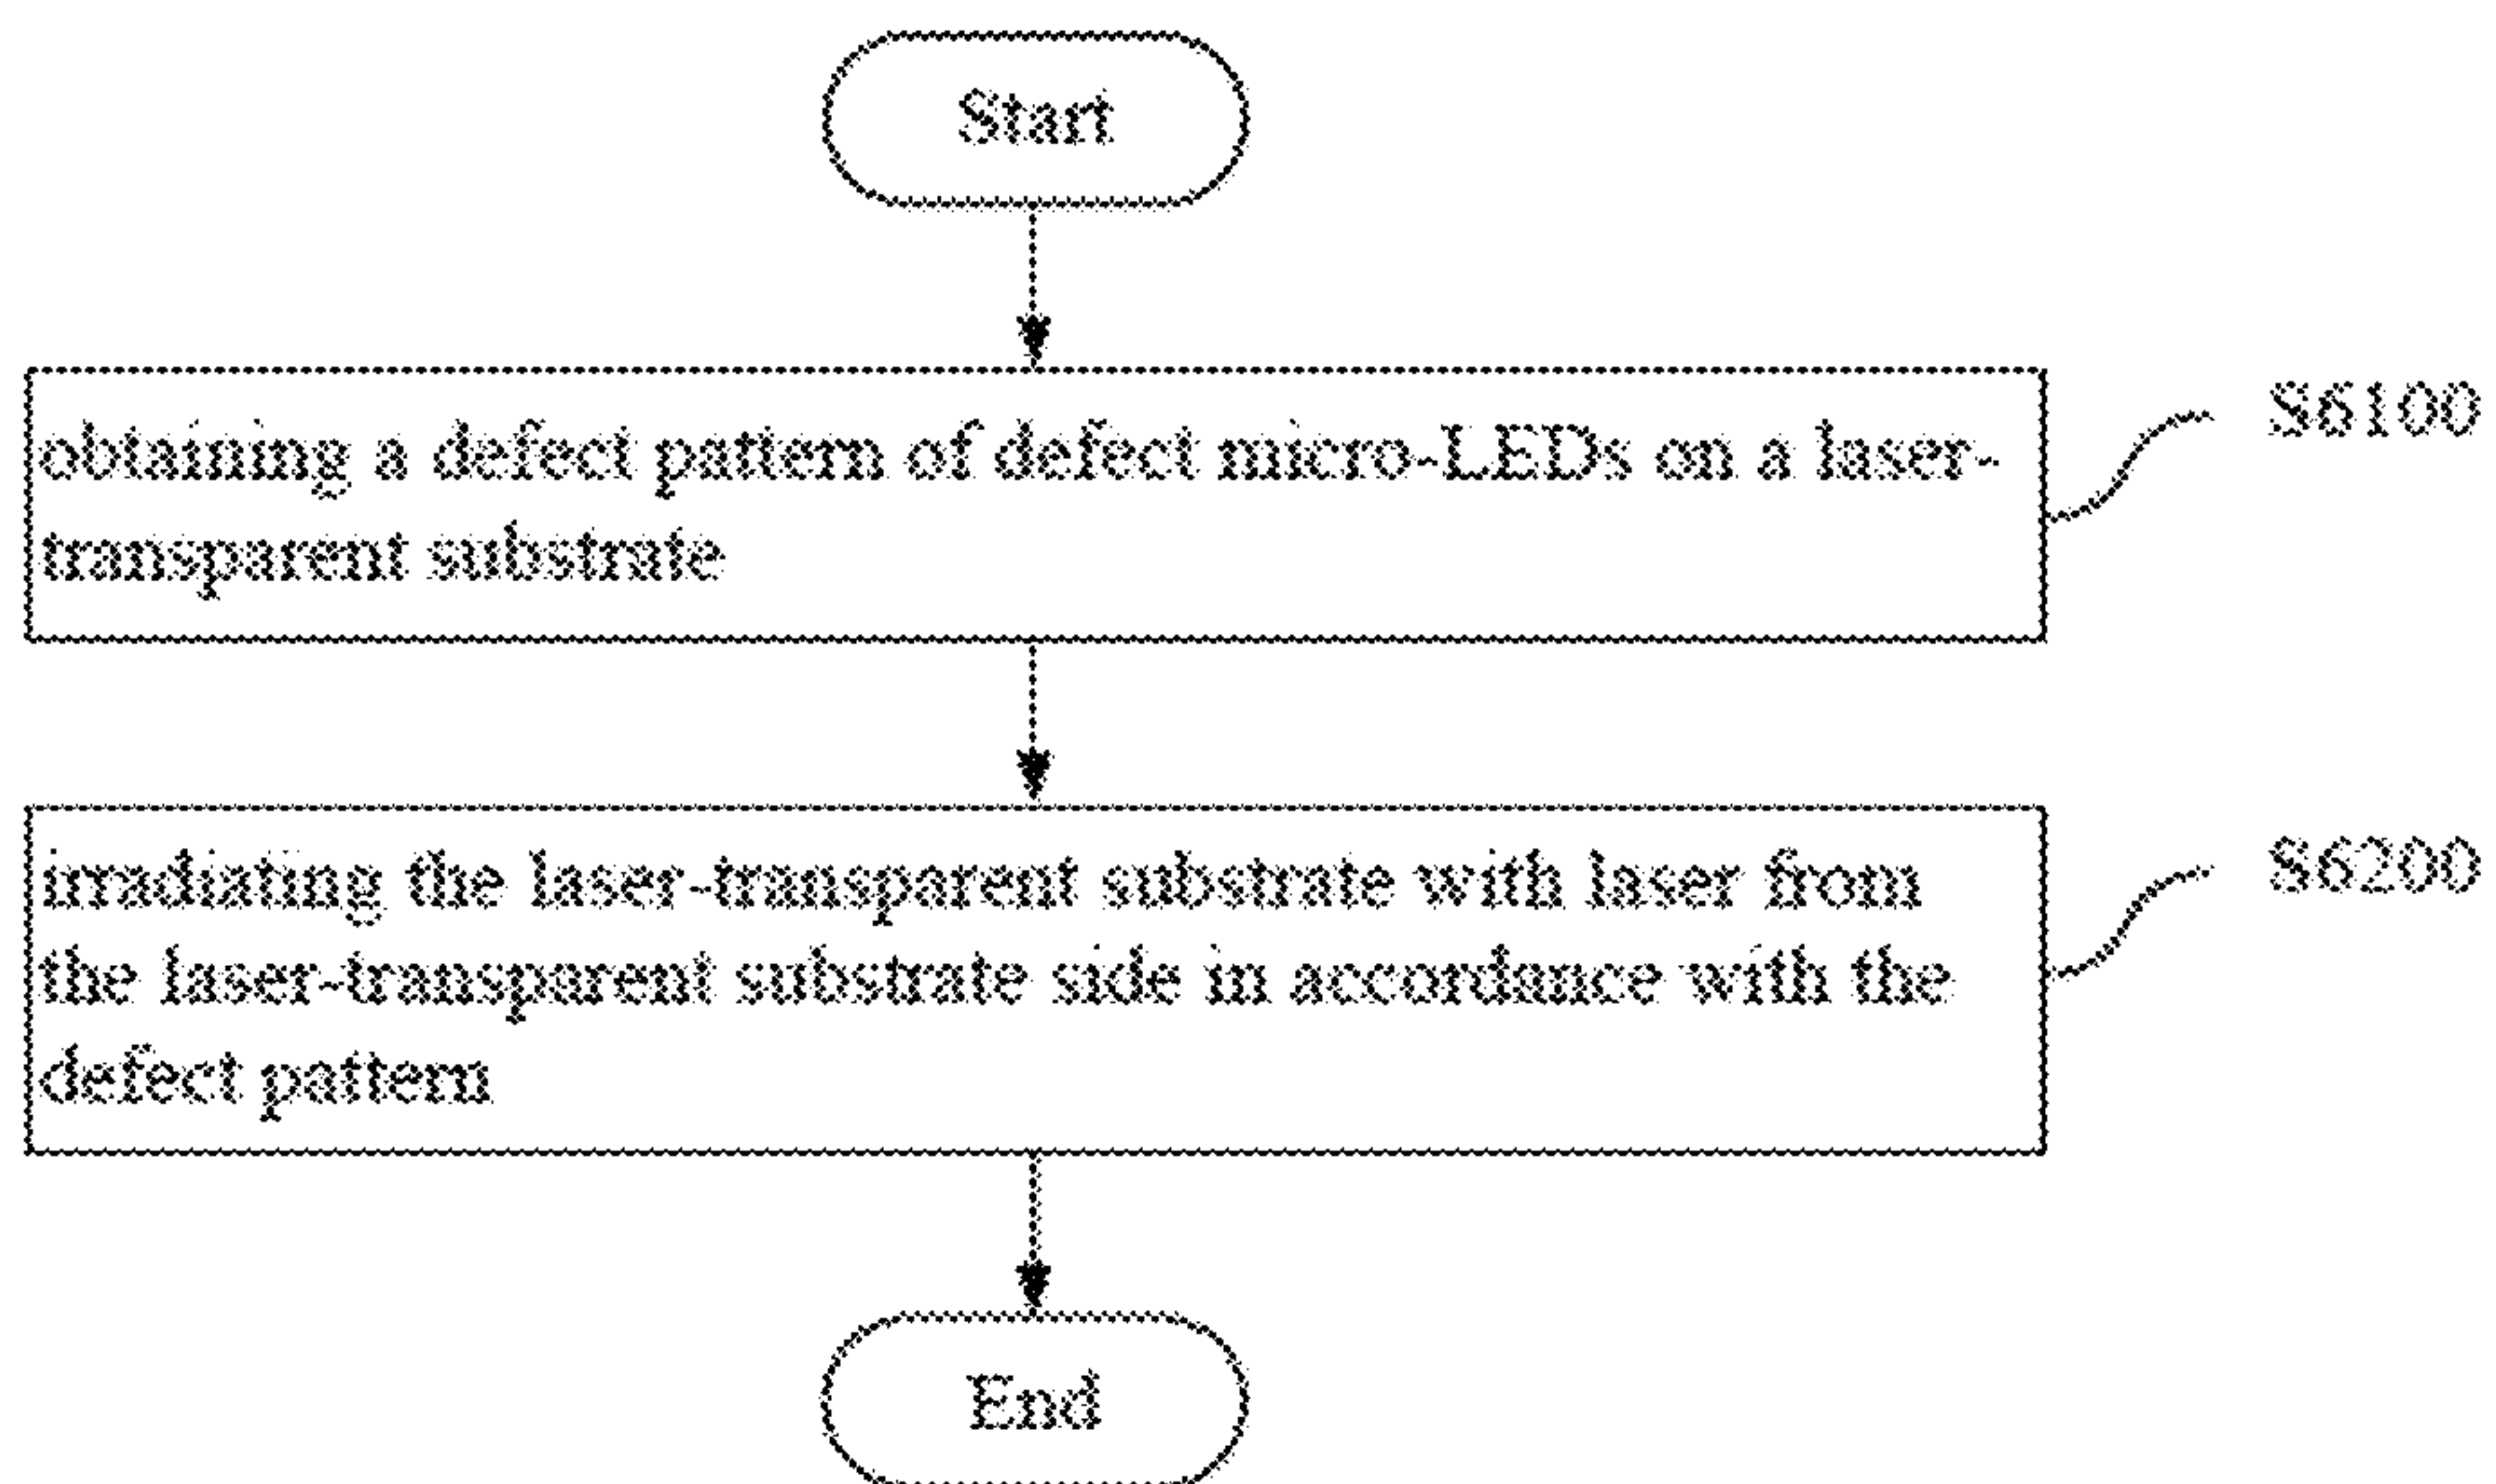 Start
obtaining a defect pattern of defect micro-LEDs on a laser-
transparent substrate
S6100
irradiating the laser-transparent substrate with laser from
the laser-transparent substrate side in accordance with the
defect pattern
S6200
End